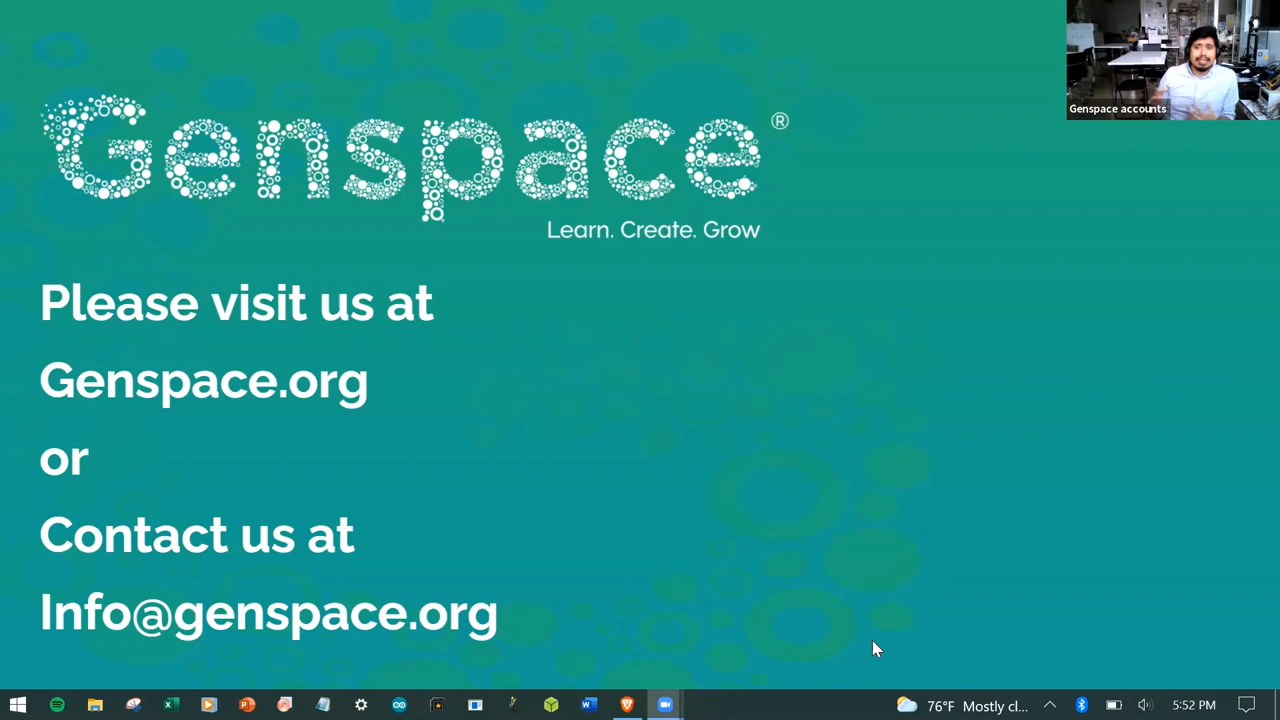 Genspace®
Learn. Create. Grow
Please visit us at
Genspace.org
or
Contact us at
Info@genspace.org
Genspace accounts
76°F Mostly cl...
5:52 PM